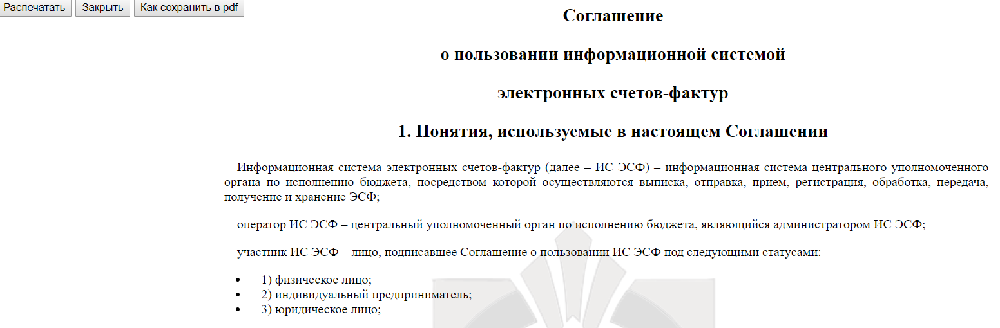 Распечатать Закрыть Как сохранить в pdf
Соглашение
о пользовании информационной системой
электронных счетов-фактур
1. Понятия, используемые в настоящем Соглашении
Информационная система электронных счетов-фактур (далее – ИС ЭСФ) – информационная система центрального уполномоченного
органа по исполнению бюджета, посредством которой осуществляются выписка, отправка, прием, регистрация, обработка, передача,
получение и хранение ЭСФ;
оператор ИС ЭСФ – центральный уполномоченный орган по исполнению бюджета, являющийся администратором ИС ЭСФ;
участник ИС ЭСФ – лицо, подписавшее Соглашение о пользовании ИС ЭСФ под следующими статусами:
• 1) физическое лицо;
• 2) индивидуальный предприниматель;
• 3) юридическое лицо;